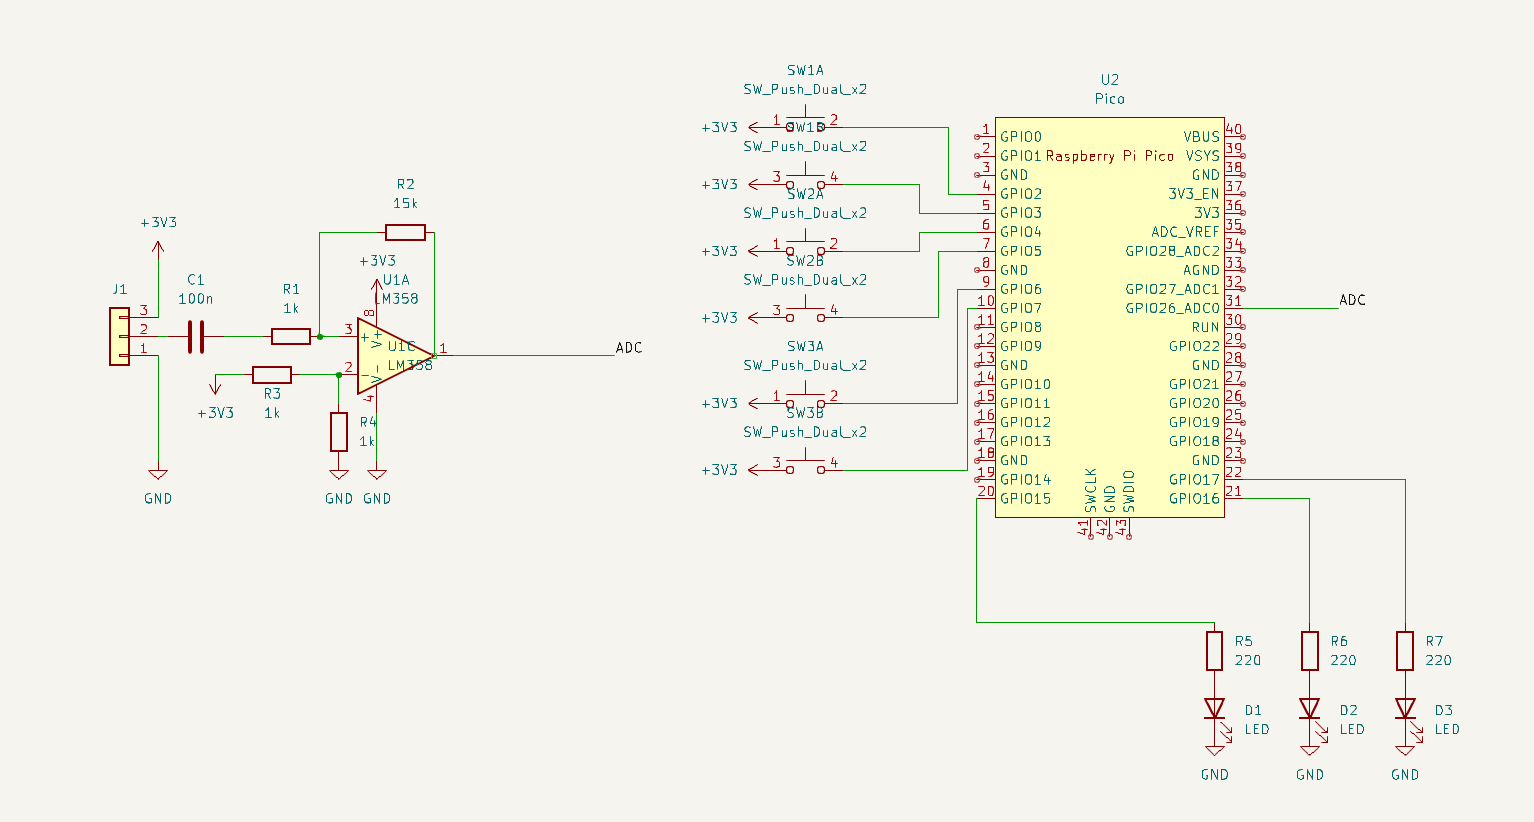 +3V3
J1
3
2
1
C1
100n
R1
1k
R2
15k
+3V3
U1A
LM358
8
3
+
V+
U1C
LM358
1
ADC
2
-
V-
4
R3
1k
+3V3
R4
1k
GND
GND
GND
SW1A
SW_Push_Dual_x2
+3V3
1
2
SW1B
SW_Push_Dual_x2
+3V3
3
4
SW2A
SW_Push_Dual_x2
+3V3
1
2
SW2B
SW_Push_Dual_x2
+3V3
3
4
SW3A
SW_Push_Dual_x2
+3V3
1
2
SW3B
SW_Push_Dual_x2
+3V3
3
4
U2
Pico
Raspberry Pi Pico
1 GPIO0
2 GPIO1
3 GND
4 GPIO2
5 GPIO3
6 GPIO4
7 GPIO5
8 GND
9 GPIO6
10 GPIO7
11 GPIO8
12 GPIO9
13 GND
14 GPIO10
15 GPIO11
16 GPIO12
17 GPIO13
18 GND
19 GPIO14
20 GPIO15
VBUS 40
VSYS 39
GND 38
3V3_EN 37
3V3 36
ADC_VREF 35
GPIO28_ADC2 34
AGND 33
GPIO27_ADC1 32
GPIO26_ADC0 31
ADC
RUN 30
GPIO22 29
GND 28
GPIO21 27
GPIO20 26
GPIO19 25
GPIO18 24
GND 23
GPIO17 22
GPIO16 21
SWCLK 41
GND 42
SWDIO 43
R5
220
R6
220
R7
220
D1
LED
D2
LED
D3
LED
GND
GND
GND